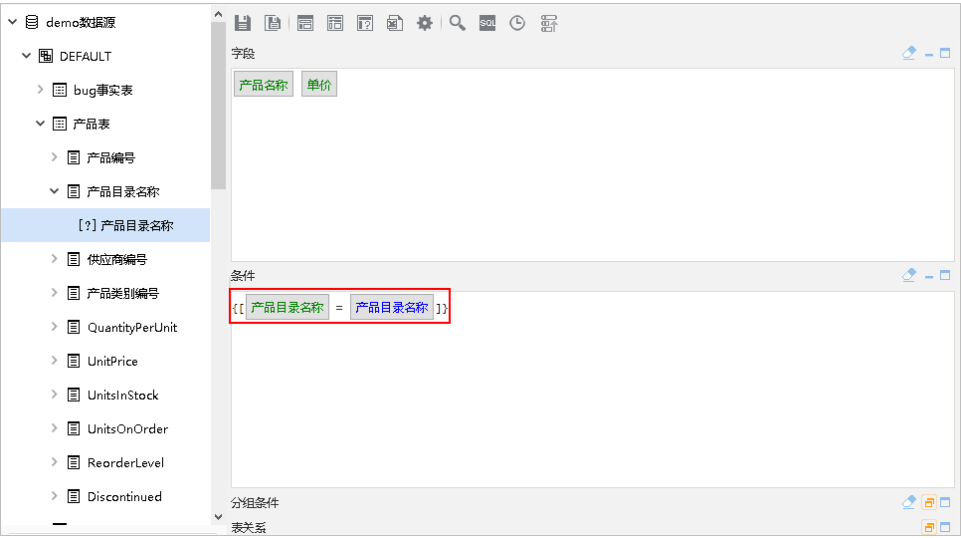 demo数据源
DEFAULT
bug事实表
产品表
产品编号
产品目录名称
[?] 产品目录名称
供应商编号
产品类别编号
QuantityPerUnit
UnitPrice
UnitsInStock
UnitsOnOrder
ReorderLevel
Discontinued
SQL
字段
产品名称 单价
条件
{[ 产品目录名称 = 产品目录名称 ]}
分组条件
表关系